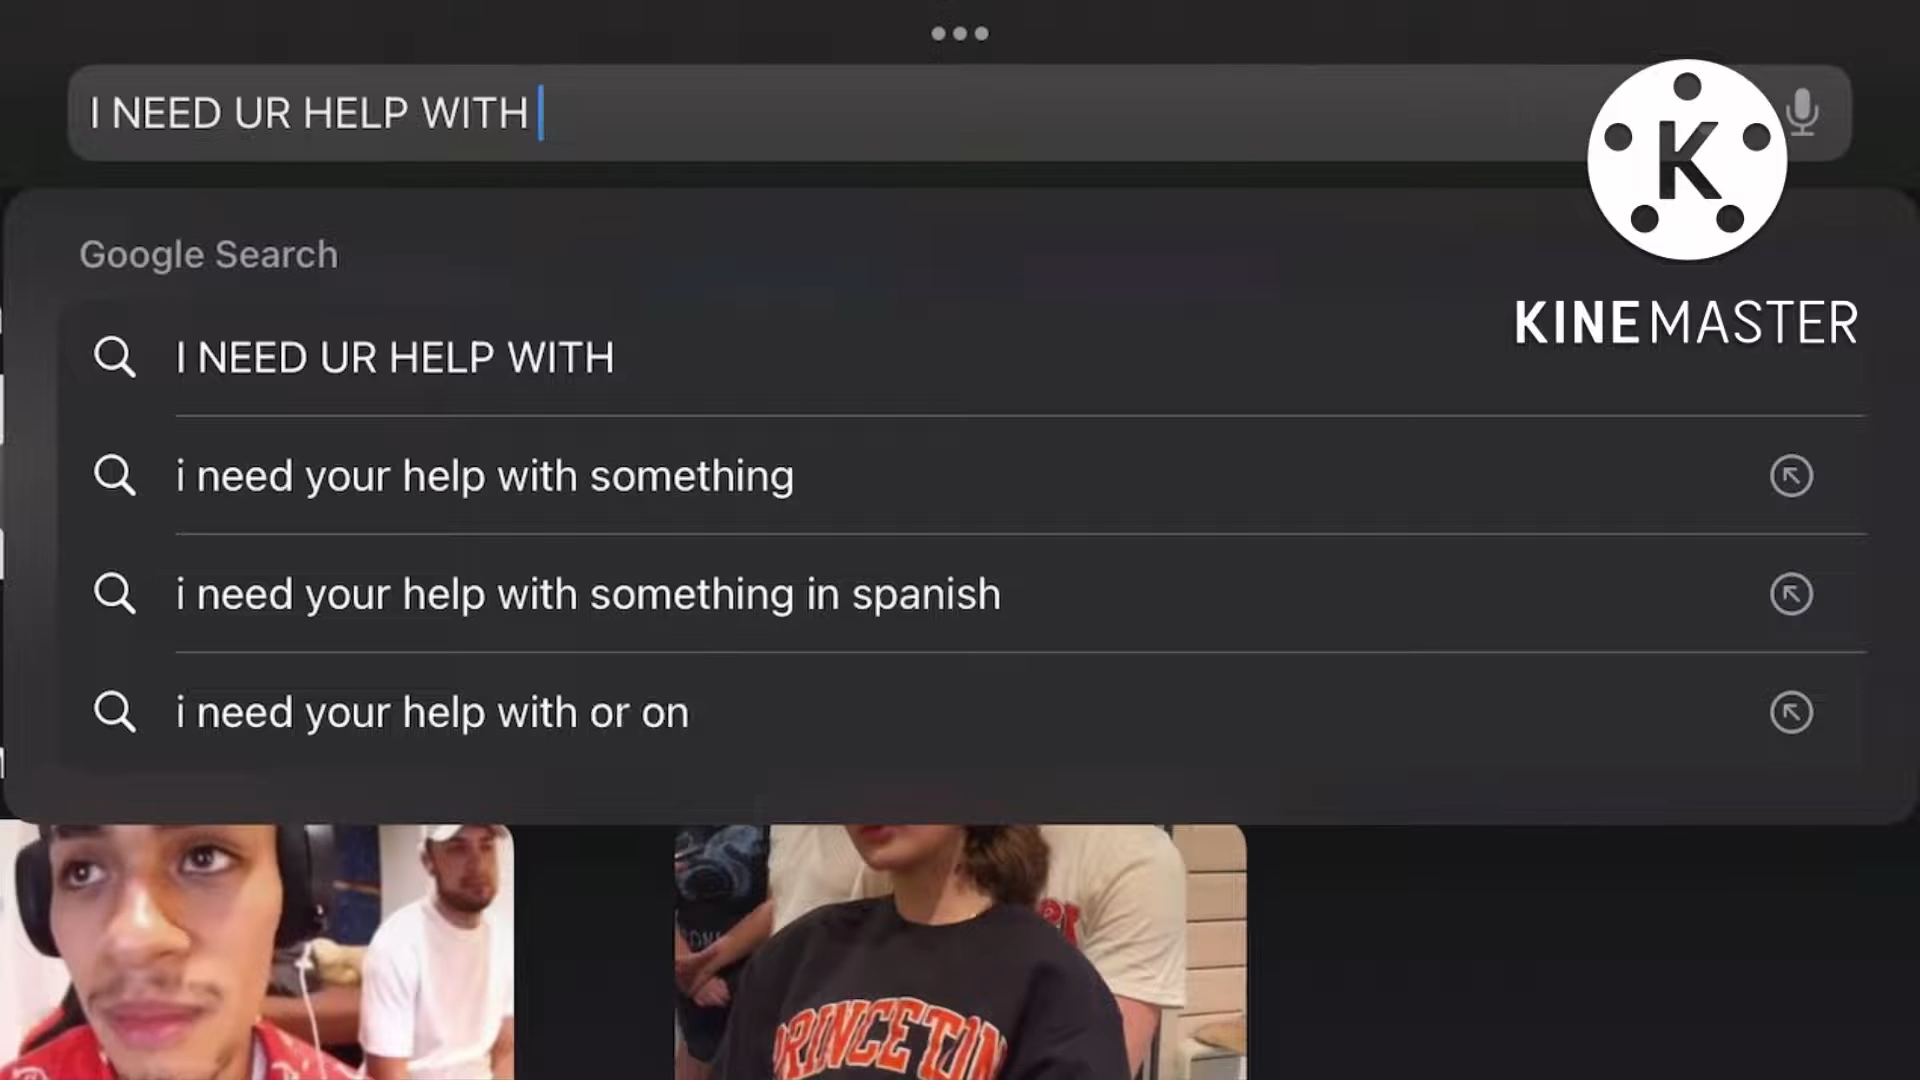 I NEED UR HELP WITH
Google Search
I NEED UR HELP WITH
i need your help with something
i need your help with something in spanish
i need your help with or on
K
KINEMASTER
PRINCETON